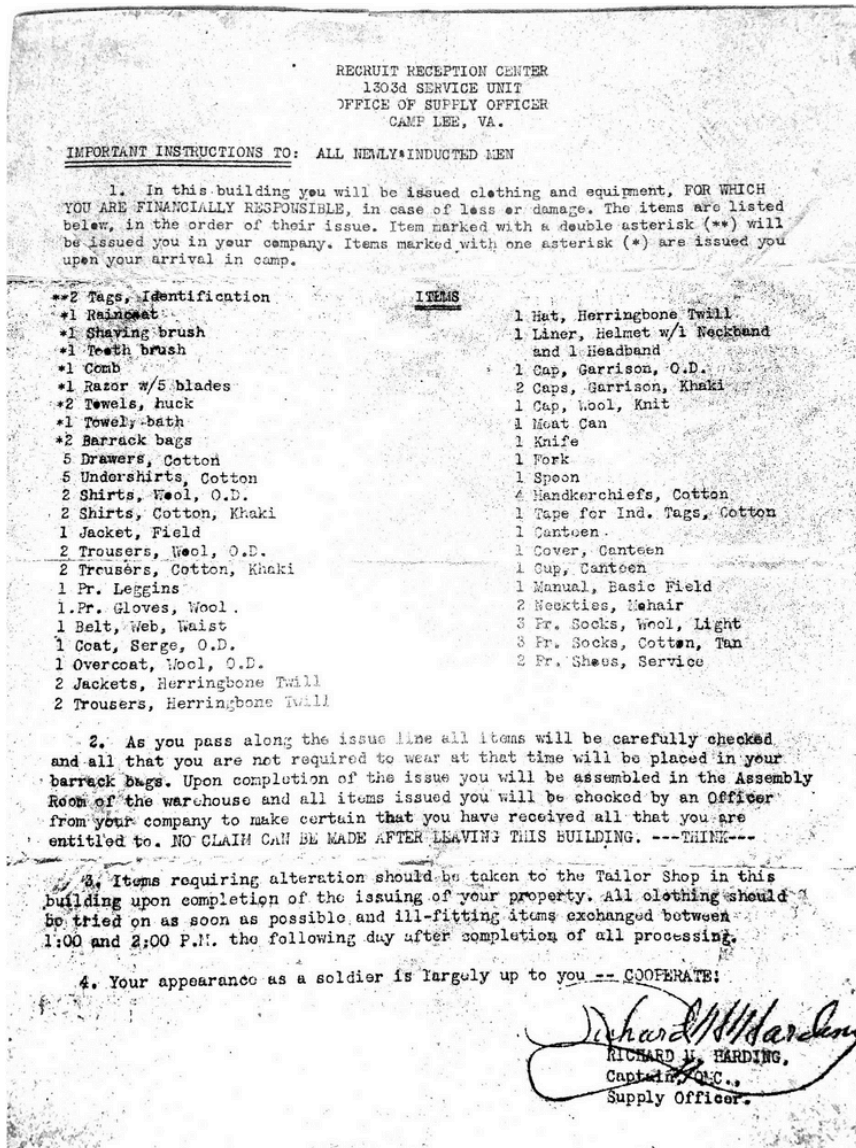 RECRUIT RECEPTION CENTER
1303d SERVICE UNIT
OFFICE OF SUPPLY OFFICER
CAMP LEE, VA.
IMPORTANT INSTRUCTIONS TO: ALL NEWLY INDUCTED MEN
1. In this building you will be issued clothing and equipment, FOR WHICH
YOU ARE FINANCIALLY RESPONSIBLE, in case of loss or damage. The items are listed
below, in the order of their issue. Item marked with a double asterisk (**) will
be issued you in your company. Items marked with one asterisk (*) are issued you
upon your arrival in camp.
ITEMS
**2 Tags, Identification
*1 Raincoat
*1 Shaving brush
*1 Tooth brush
*1 Comb
*1 Razor w/5 blades
*2 Towels, huck
*1 Towel, bath
*2 Barrack bags
5 Drawers, Cotton
5 Undershirts, Cotton
2 Shirts, Wool, O.D.
2 Shirts, Cotton, Khaki
1 Jacket, Field
2 Trousers, Wool, O.D.
2 Trousers, Cotton, Khaki
1 Pr. Leggins
1.Pr. Gloves, Wool.
1 Belt, Web, Waist
1 Coat, Serge, O.D.
1 Overcoat, Wool, O.D.
2 Jackets, Herringbone Twill
2 Trousers, Herringbone Twill
1 Hat, Herringbone Twill
1 Liner, Helmet w/1 Neckband
and 1 Headband
1 Cap, Garrison, O.D.
2 Caps, Garrison, Khaki
1 Cap, Wool, Knit
1 Meat Can
1 Knife
1 Fork
1 Spoon
4 Handkerchiefs, Cotton
1 Tape for Ind. Tags, Cotton
1 Canteen.
1 Cover, Canteen
1 Cup, Canteen
1 Manual, Basic Field
2 Neckties, Mohair
3 Pr. Socks, Wool, Light
3 Pr. Socks, Cotton, Tan
2 Pr. Shoes, Service
2. As you pass along the issue line all items will be carefully checked
and all that you are not required to wear at that time will be placed in your
barrack bags. Upon completion of the issue you will be assembled in the Assembly
Room of the warehouse and all items issued you will be checked by an Officer
from your company to make certain that you have received all that you are
entitled to. NO CLAIM CAN BE MADE AFTER LEAVING THIS BUILDING. ---THINK---
3. Items requiring alteration should be taken to the Tailor Shop in this
building upon completion of the issuing of your property. All clothing should
be tried on as soon as possible and ill-fitting items exchanged between
1:00 and 2:00 P.M. the following day after completion of all processing.
4. Your appearance as a soldier is largely up to you -- COOPERATE!
Richard H Harding
RICHARD H. HARDING,
Captain, QMC.,
Supply Officer.